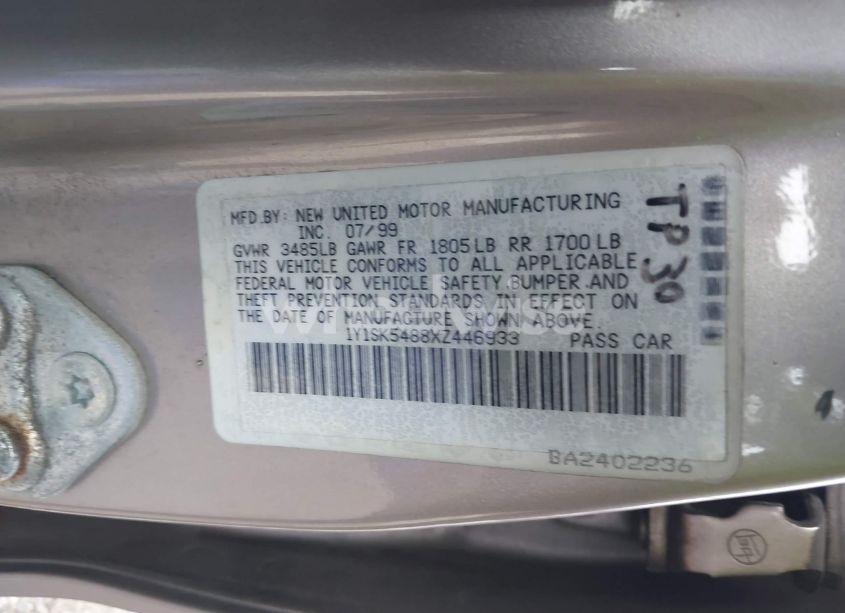 MFD.BY: NEW UNITED MOTOR MANUFACTURING
INC. 07/99
GVWR 3485LB GAWR FR 1805LB RR 1700LB
THIS VEHICLE CONFORMS TO ALL APPLICABLE
FEDERAL MOTOR VEHICLE SAFETY,BUMPER AND
THEFT PREVENTION STANDARDS IN EFFECT ON
THE DATE OF MANUFACTURE SHOWN ABOVE.
1Y1SK5488XZ446933 PASS CAR
BA2402236
TP30